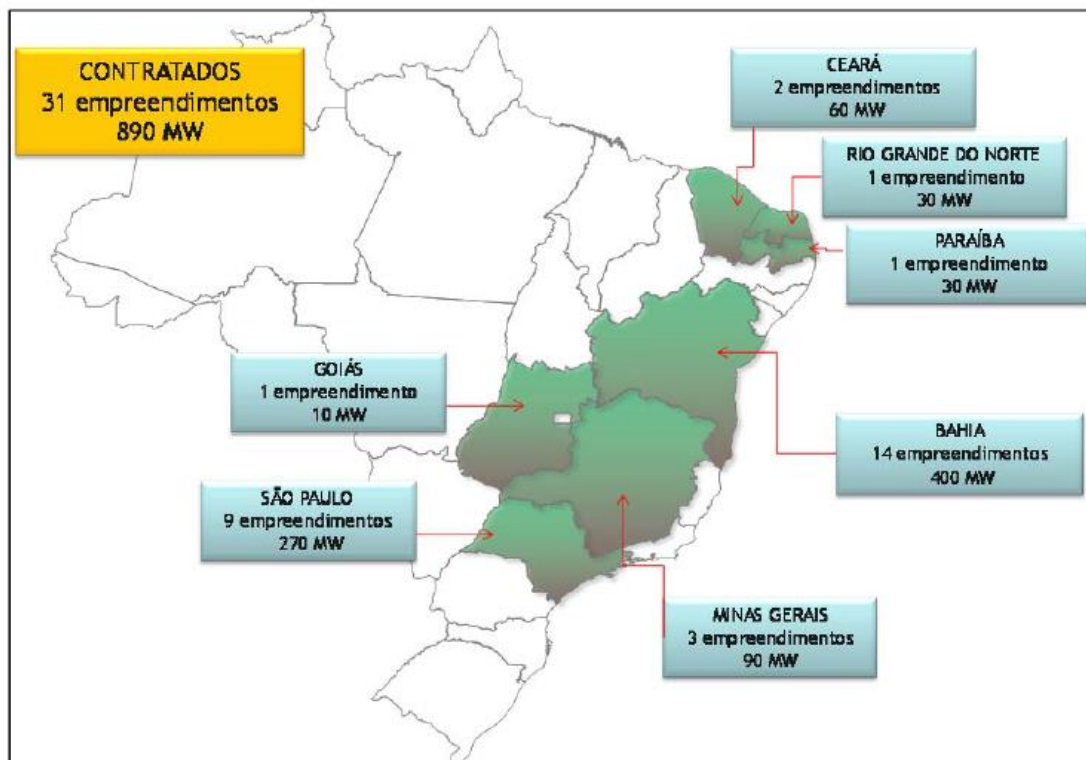 CONTRATADOS
31 empreendimentos
890 MW
CEARÁ
2 empreendimentos
60 MW
RIO GRANDE DO NORTE
1 empreendimento
30 MW
PARAÍBA
1 empreendimento
30 MW
GOIÁS
1 empreendimento
10 MW
BAHIA
14 empreendimentos
400 MW
SÃO PAULO
9 empreendimentos
270 MW
MINAS GERAIS
3 empreendimentos
90 MW